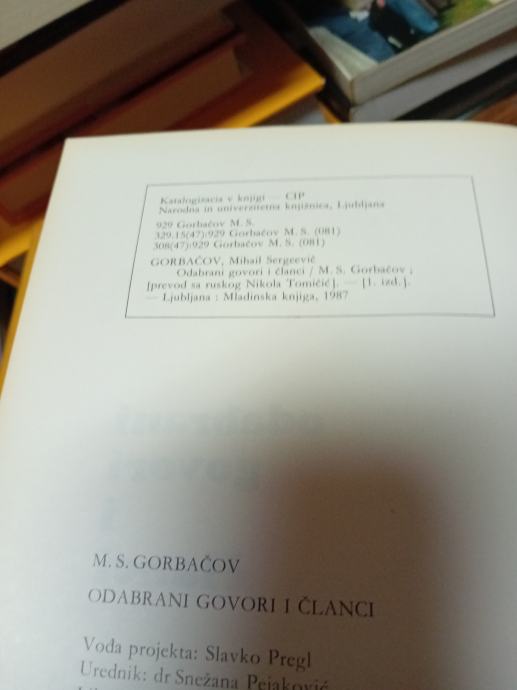 Katalogizacia v knjigi — CIP
Narodna in univerzitetna knjižnica, Ljubljana
929 Gorbačov M. S.
329.15(47):929 Gorbačov M. S. (081)
308(47):929 Gorbačov M. S. (081)
GORBAČOV, Mihail Sergeevič
Odabrani govori i članci / M. S. Gorbačov ;
[prevod sa ruskog Nikola Tomičić]. — [1. izd.].
— Ljubljana : Mladinska knjiga, 1987
M. S. GORBAČOV
ODABRANI GOVORI I ČLANCI
Vođa projekta: Slavko Pregl
Urednik: dr Snežana Pejaković